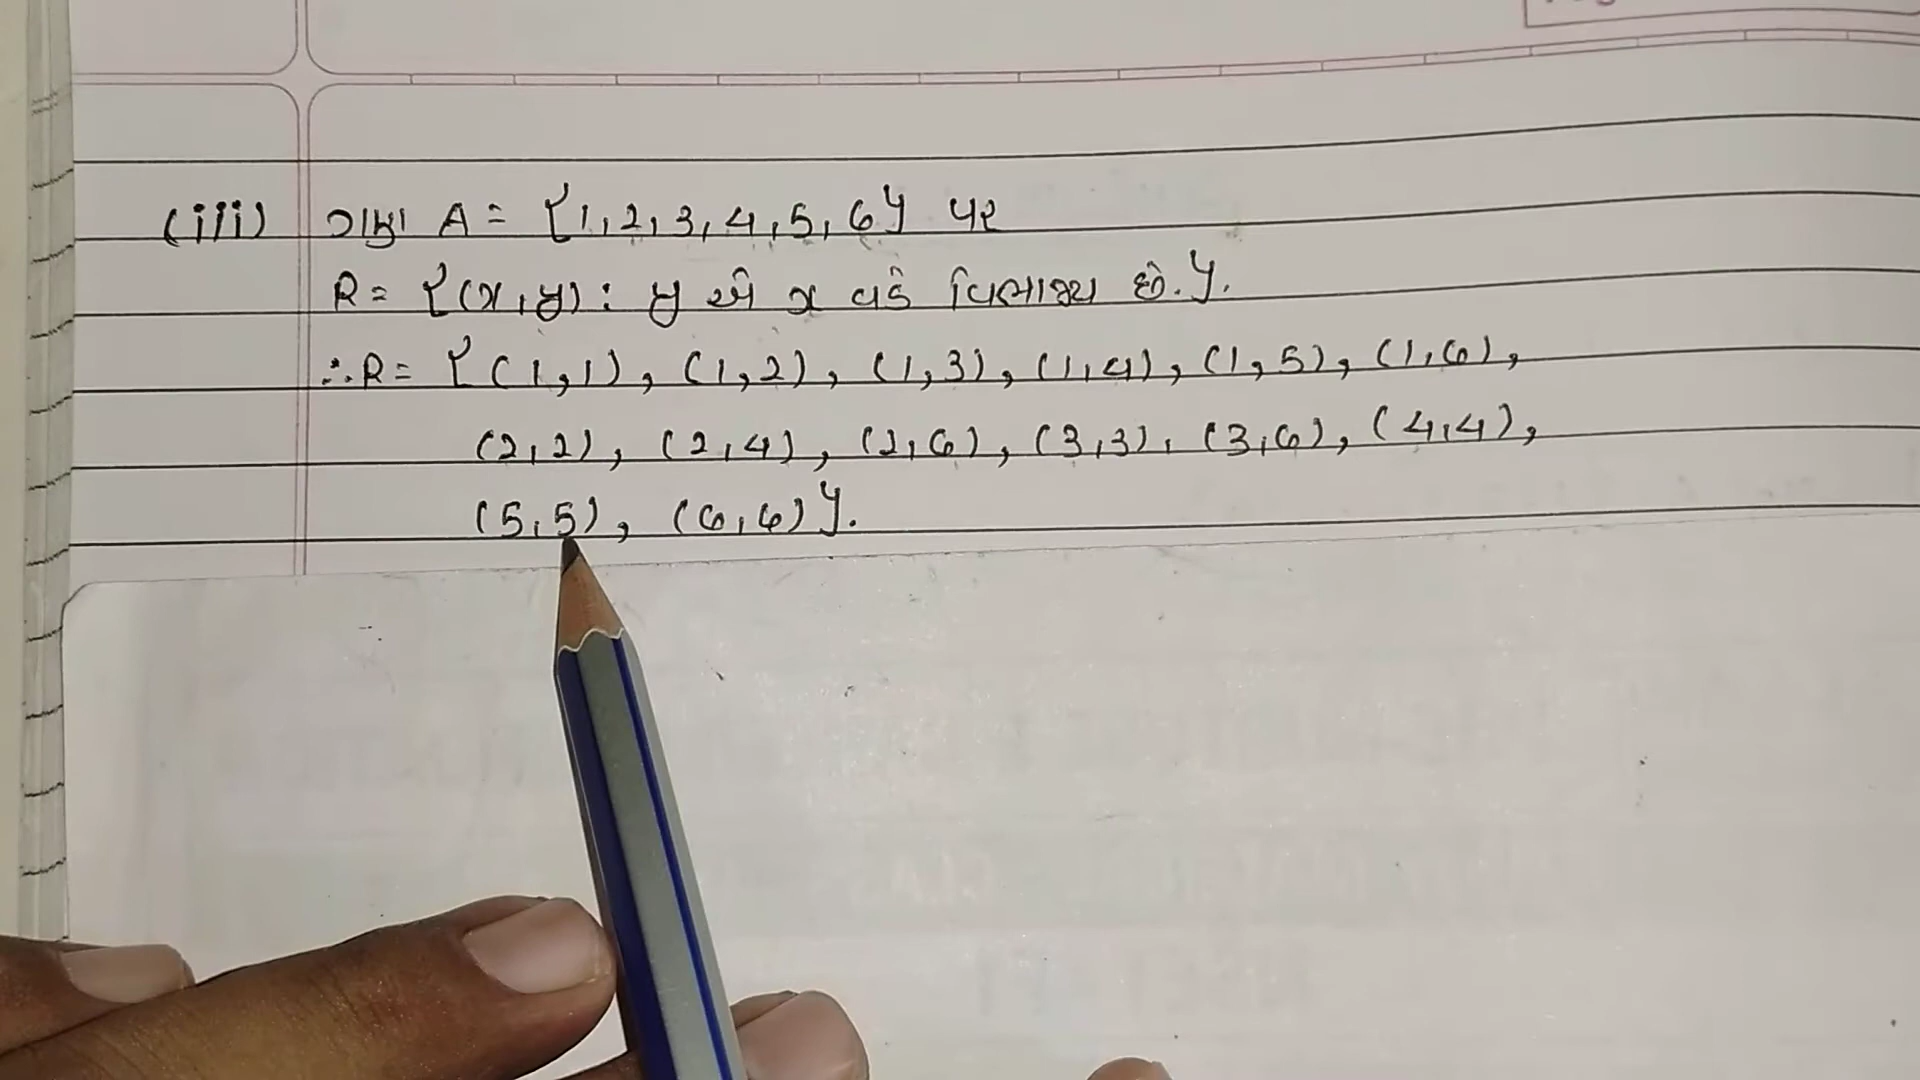 (iii) ગણ A = {1, 2, 3, 4, 5, 6} પર
R = {(x, y) : y એ x વડે વિભાજ્ય છે.}.
∴ R = {(1, 1), (1, 2), (1, 3), (1, 4), (1, 5), (1, 6),
(2, 2), (2, 4), (2, 6), (3, 3), (3, 6), (4, 4),
(5, 5), (6, 6)}.